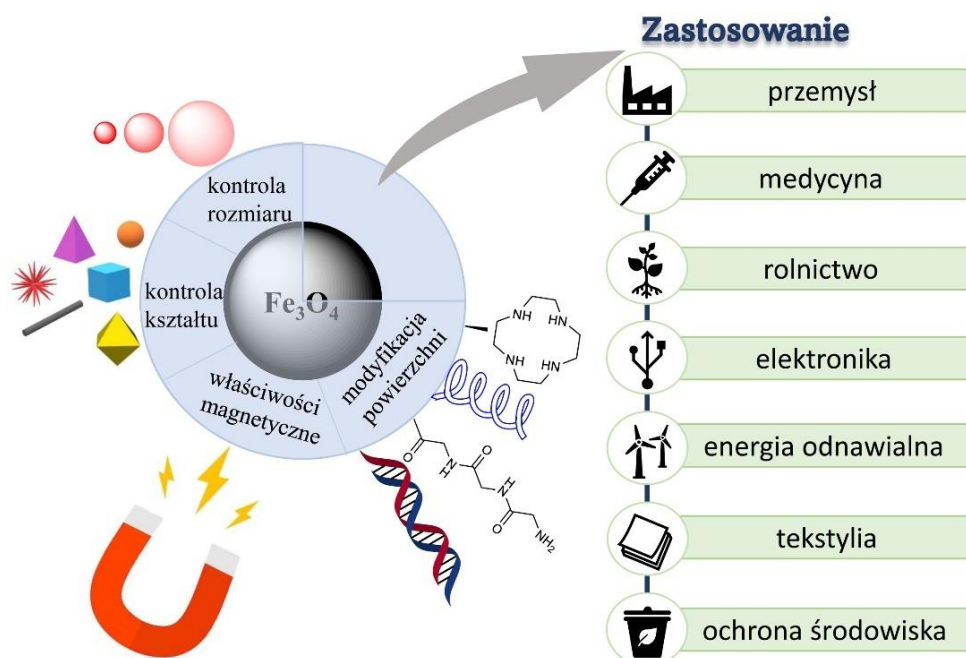 Zastosowanie
przemysł
medycyna
rolnictwo
elektronika
energia odnawialna
tekstylia
ochrona środowiska
kontrola
rozmiaru
kontrola
kształtu
Fe₃O₄
właściwości
magnetyczne
modyfikacja
powierzchni
NH
HN
NH
HN
O
N
H
O
H
N
O
NH₂